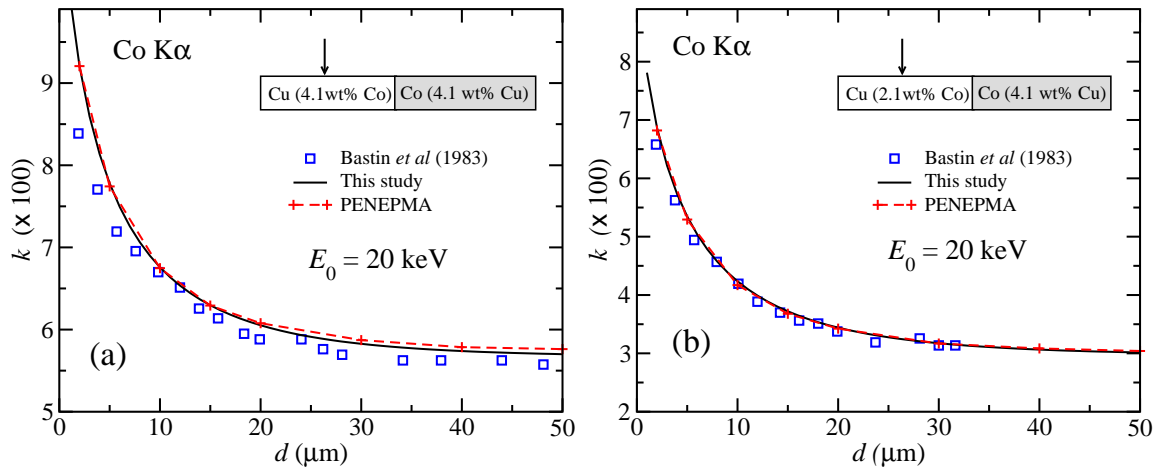 Co Kα
Cu (4.1wt% Co) Co (4.1 wt% Cu)
Bastin et al (1983)
This study
PENEPMA
E0 = 20 keV
(a)
k (x 100)
9
8
7
6
5
0 10 20 30 40 50
d (μm)
Co Kα
Cu (2.1wt% Co) Co (4.1 wt% Cu)
Bastin et al (1983)
This study
PENEPMA
E0 = 20 keV
(b)
k (x 100)
8
7
6
5
4
3
2
0 10 20 30 40 50
d (μm)